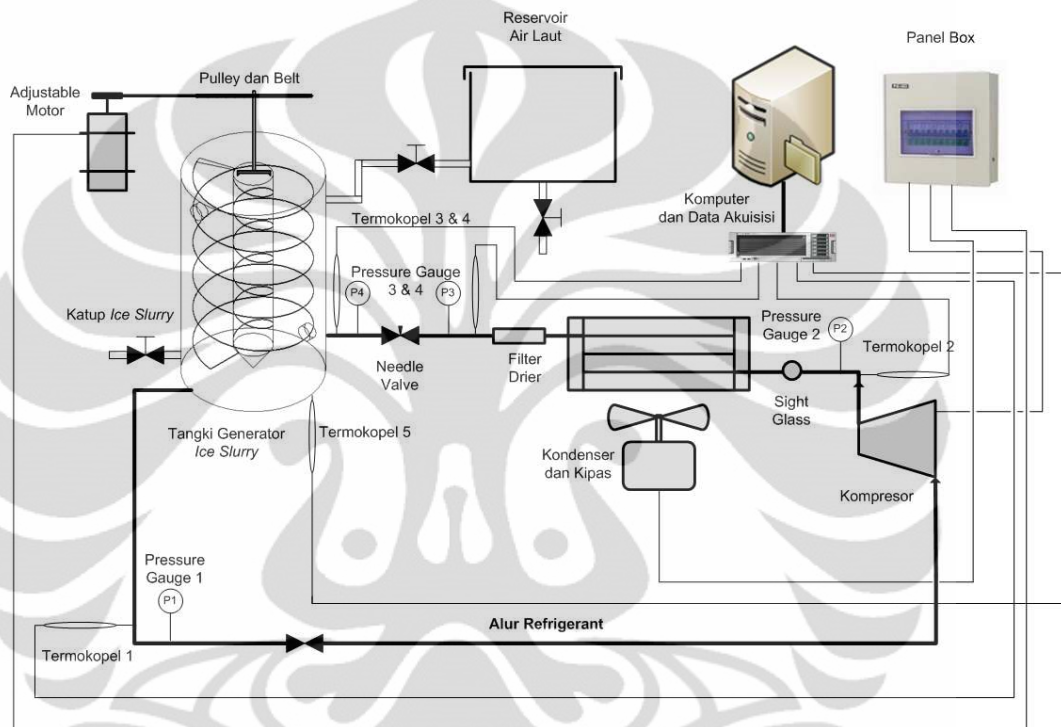 Reservoir
Air Laut
Panel Box
Pulley dan Belt
Adjustable
Motor
Komputer
dan Data Akuisisi
Termokopel 3 & 4
Pressure Gauge
3 & 4
P4
P3
Pressure
Gauge 2
P2
Termokopel 2
Katup Ice Slurry
Needle
Valve
Filter
Drier
Sight
Glass
Tangki Generator
Ice Slurry
Termokopel 5
Kondenser
dan Kipas
Kompresor
Pressure
Gauge 1
P1
Alur Refrigerant
Termokopel 1